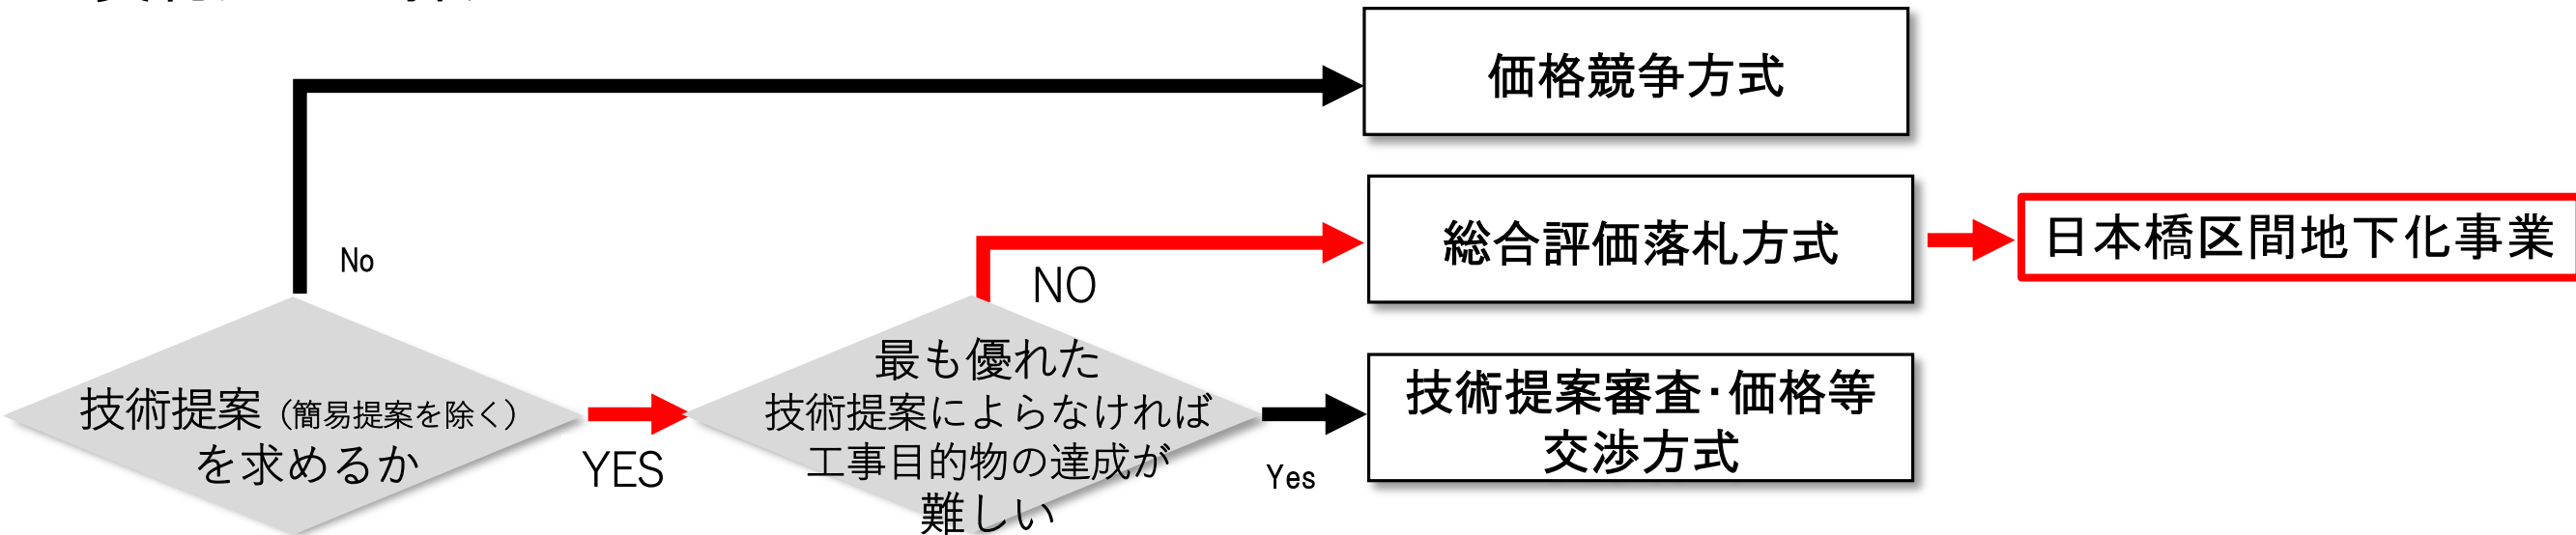 価格競争方式
No
総合評価落札方式
日本橋区間地下化事業
NO
最も優れた
技術提案によらなければ
工事目的物の達成が
難しい
技術提案（簡易提案を除く）
を求めるか
YES
技術提案審査・価格等
交渉方式
Yes